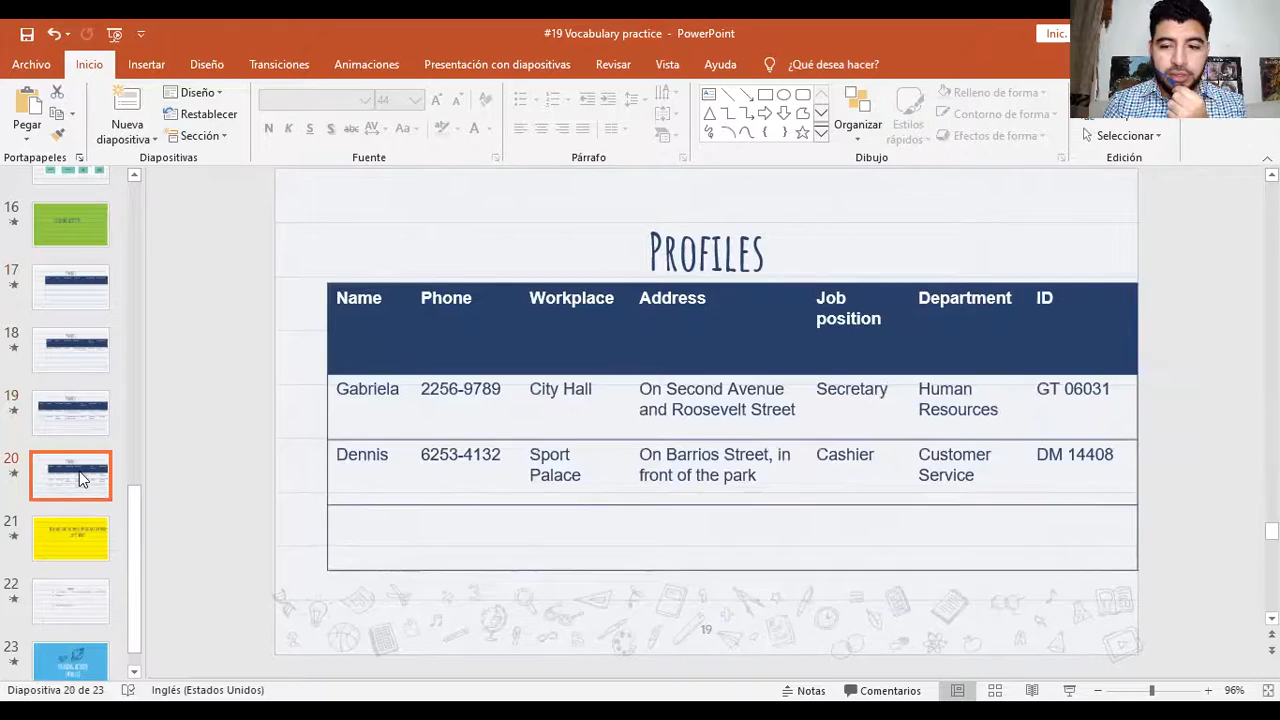 #19 Vocabulary practice - PowerPoint
Inic.
Archivo
Inicio
Insertar
Diseño
Transiciones
Animaciones
Presentación con diapositivas
Revisar
Vista
Ayuda
¿Qué desea hacer?
Pegar
Portapapeles
Nueva
diapositiva
Diseño
Restablecer
Sección
Diapositivas
44
N K S S abc AV Aa A
Fuente
Párrafo
Organizar
Estilos
rápidos
Relleno de forma
Contorno de forma
Efectos de forma
Dibujo
Seleccionar
Edición
16
17
18
19
20
21
22
23
Profiles
Name Phone Workplace Address Job position Department ID
Gabriela 2256-9789 City Hall On Second Avenue and Roosevelt Street Secretary Human Resources GT 06031
Dennis 6253-4132 Sport Palace On Barrios Street, in front of the park Cashier Customer Service DM 14408
19
Diapositiva 20 de 23
Inglés (Estados Unidos)
Notas
Comentarios
96%